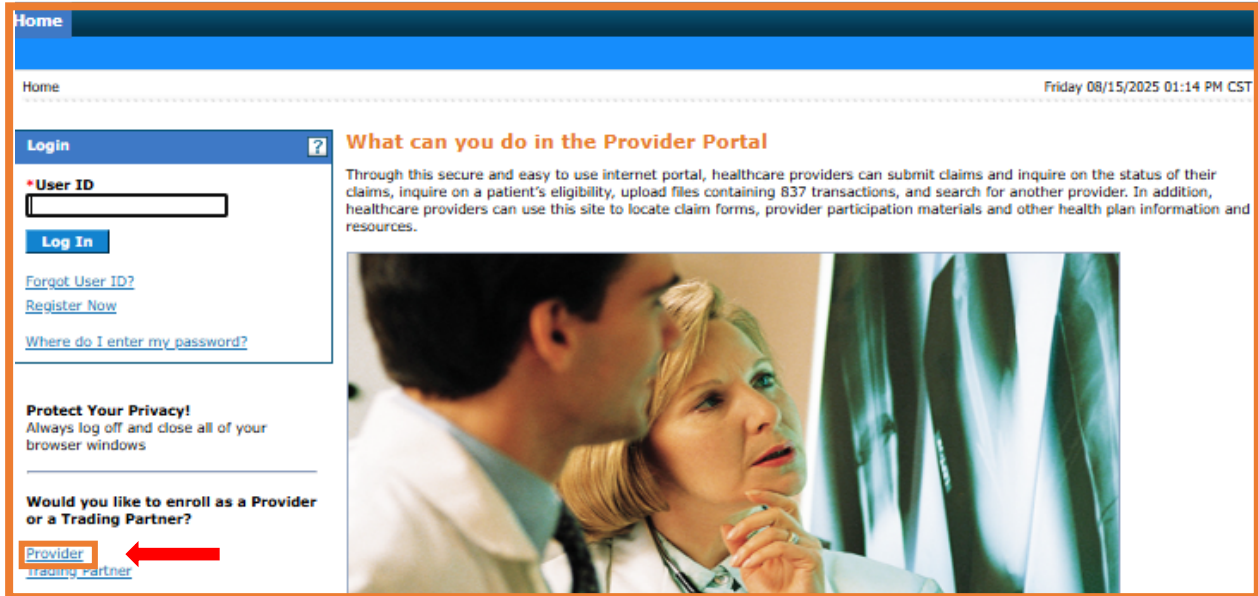 Home
Home
Friday 08/15/2025 01:14 PM CST
Login
?
*User ID
Log In
Forgot User ID?
Register Now
Where do I enter my password?
Protect Your Privacy!
Always log off and close all of your
browser windows
Would you like to enroll as a Provider
or a Trading Partner?
Provider
Trading Partner
What can you do in the Provider Portal
Through this secure and easy to use internet portal, healthcare providers can submit claims and inquire on the status of their
claims, inquire on a patient's eligibility, upload files containing 837 transactions, and search for another provider. In addition,
healthcare providers can use this site to locate claim forms, provider participation materials and other health plan information and
resources.